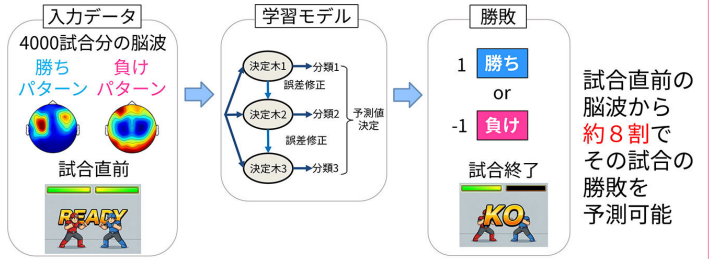 入力データ
4000試合分の脳波
勝ち
パターン
負け
パターン
試合直前
READY
学習モデル
決定木1
分類1
誤差修正
決定木2
分類2
誤差修正
決定木3
分類3
予測値
決定
勝敗
1 勝ち
or
-1 負け
試合終了
KO
試合直前の
脳波から
約８割で
その試合の
勝敗を
予測可能